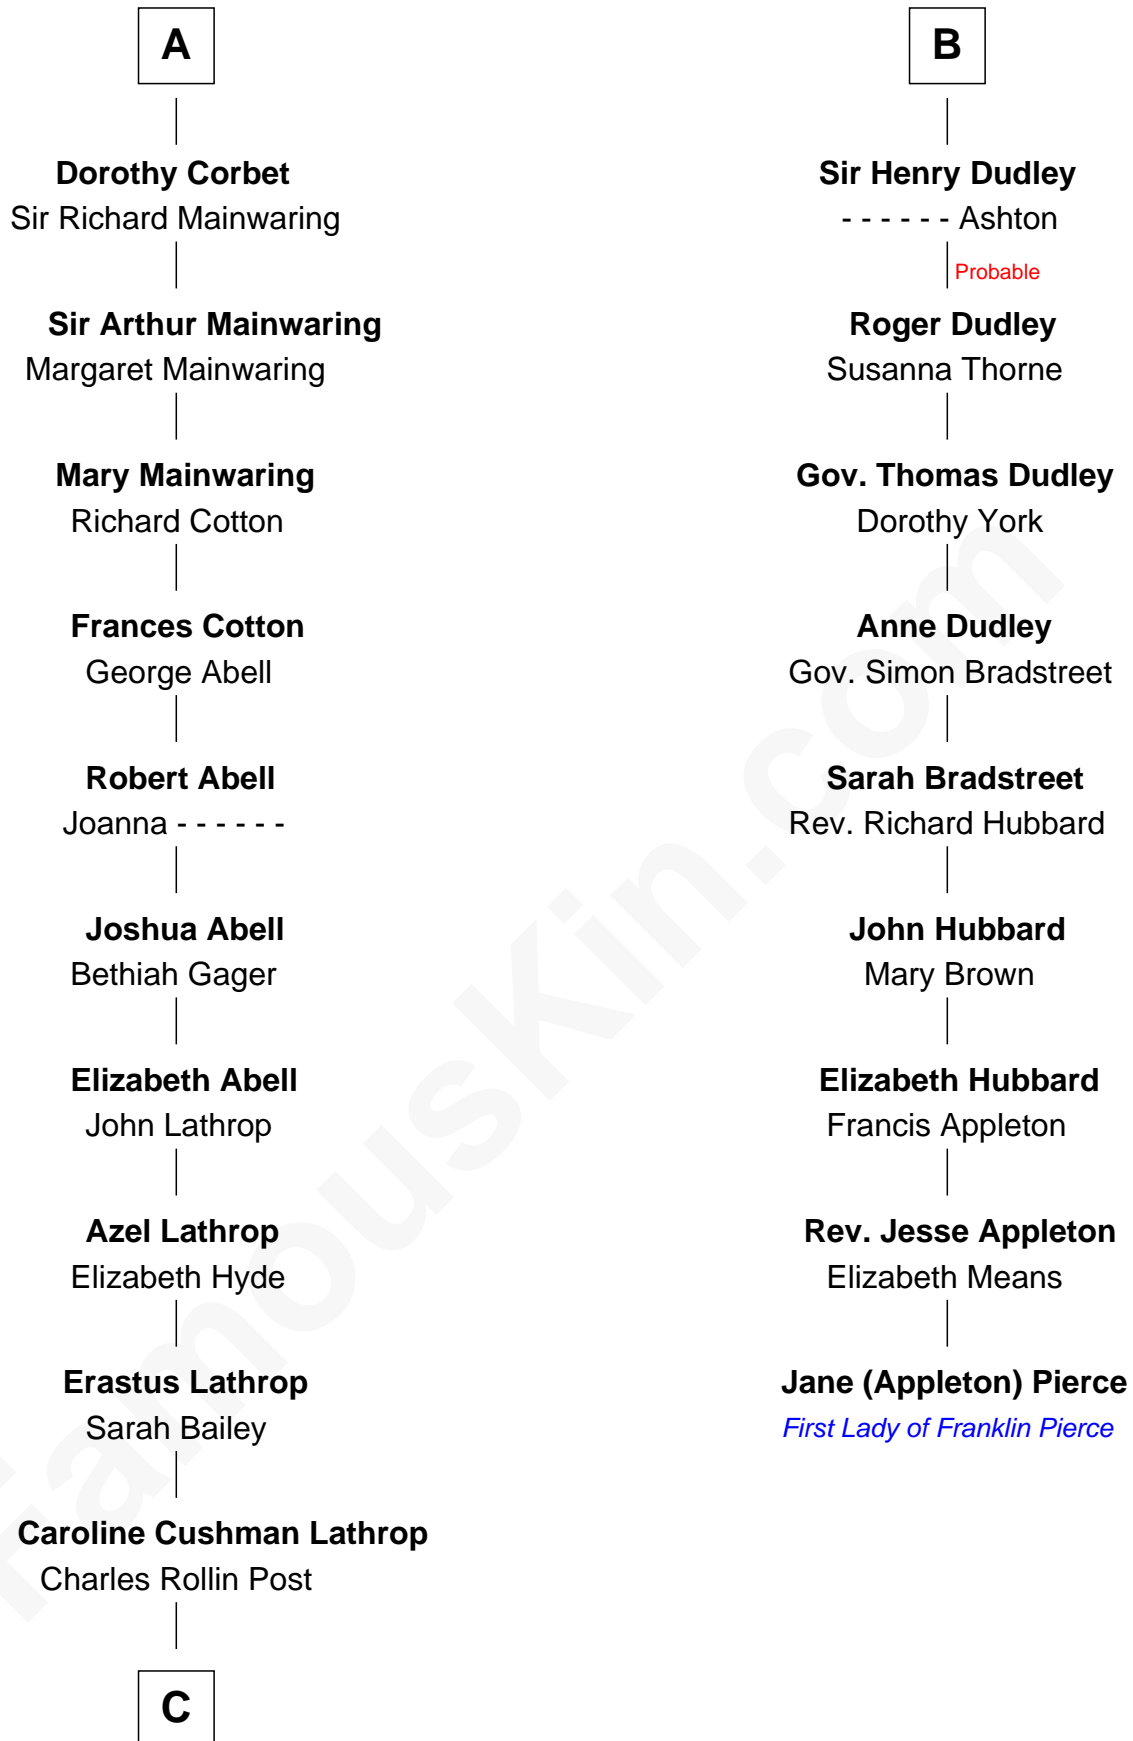 A
Dorothy Corbet
Sir Richard Mainwaring
Sir Arthur Mainwaring
Margaret Mainwaring
Mary Mainwaring
Richard Cotton
Frances Cotton
George Abell
Robert Abell
Joanna - - - - - -
Joshua Abell
Bethiah Gager
Elizabeth Abell
John Lathrop
Azel Lathrop
Elizabeth Hyde
Erastus Lathrop
Sarah Bailey
Caroline Cushman Lathrop
Charles Rollin Post
C
B
Sir Henry Dudley
- - - - - - Ashton
Probable
Roger Dudley
Susanna Thorne
Gov. Thomas Dudley
Dorothy York
Anne Dudley
Gov. Simon Bradstreet
Sarah Bradstreet
Rev. Richard Hubbard
John Hubbard
Mary Brown
Elizabeth Hubbard
Francis Appleton
Rev. Jesse Appleton
Elizabeth Means
Jane (Appleton) Pierce
First Lady of Franklin Pierce
FamousKin.com